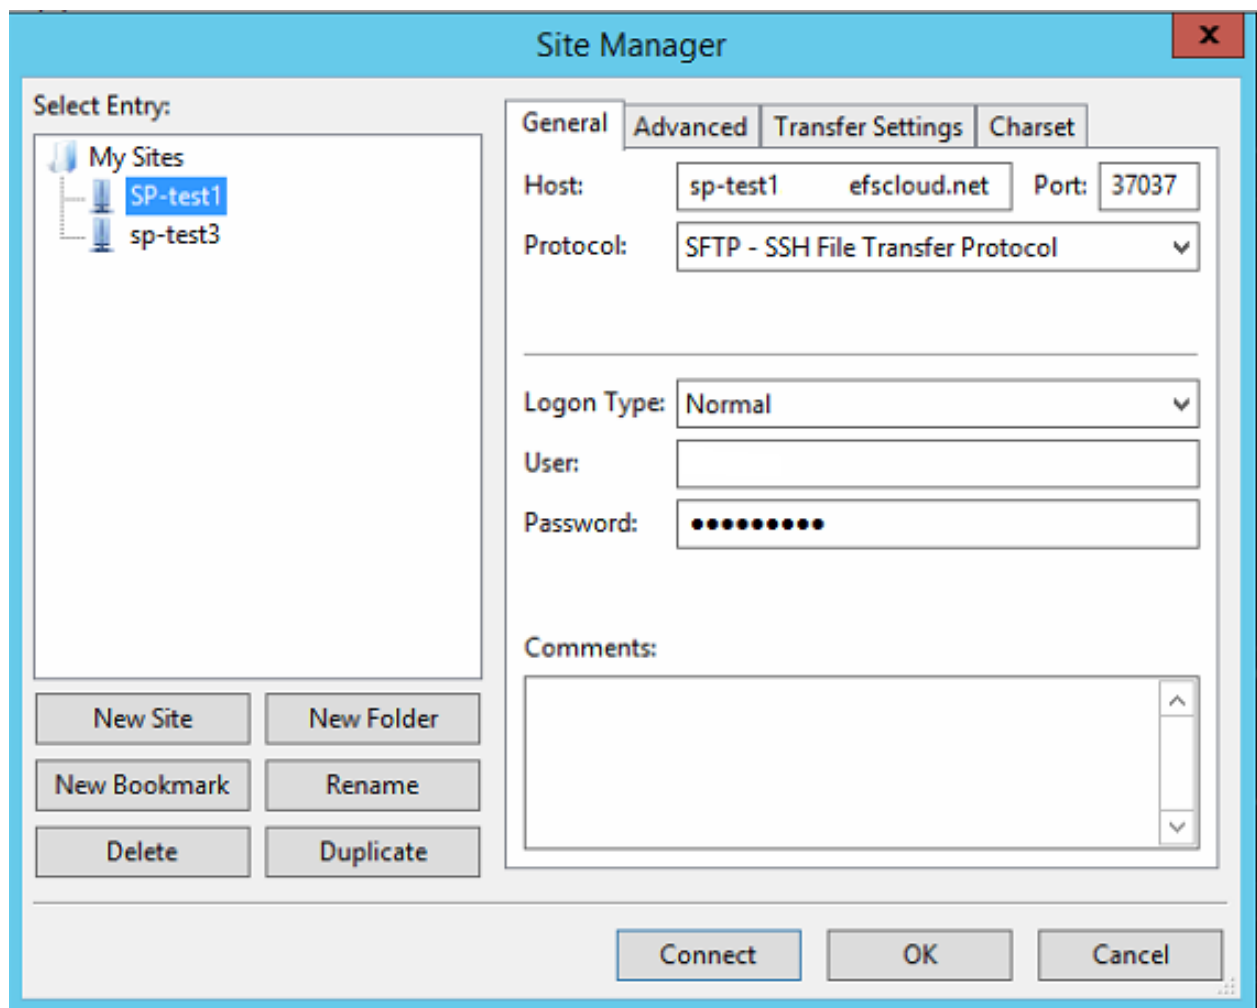 Site Manager
x
Select Entry:
My Sites
SP-test1
sp-test3
New Site
New Folder
New Bookmark
Rename
Delete
Duplicate
General
Advanced
Transfer Settings
Charset
Host:
sp-test1 efscloud.net
Port:
37037
Protocol:
SFTP - SSH File Transfer Protocol
Logon Type:
Normal
User:
Password:
•••••••••
Comments:
Connect
OK
Cancel